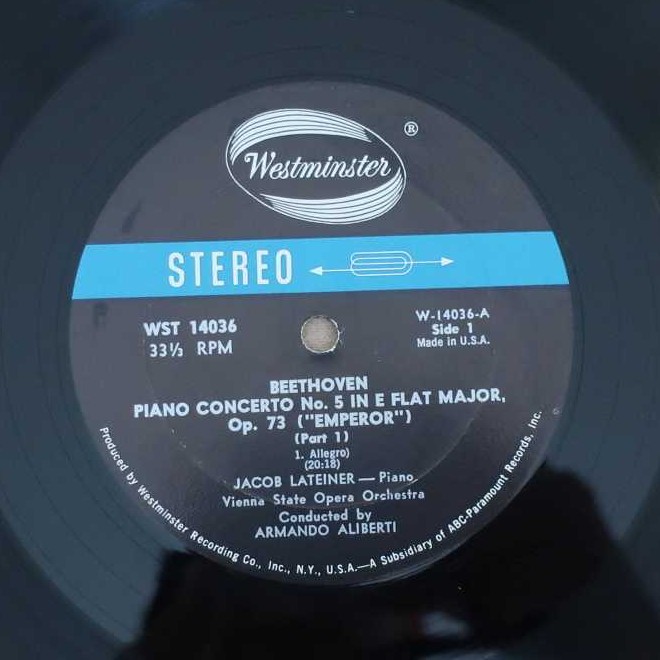 Westminster ®
STEREO
WST 14036
33⅓ RPM
W-14036-A
Side 1
Made in U.S.A.
BEETHOVEN
PIANO CONCERTO No. 5 IN E FLAT MAJOR,
Op. 73 ("EMPEROR")
(Part 1)
1. Allegro)
(20:18)
JACOB LATEINER — Piano
Vienna State Opera Orchestra
Conducted by
ARMANDO ALIBERTI
Produced by Westminster Recording Co., Inc., N.Y., U.S.A.—A Subsidiary of ABC-Paramount Records, Inc.